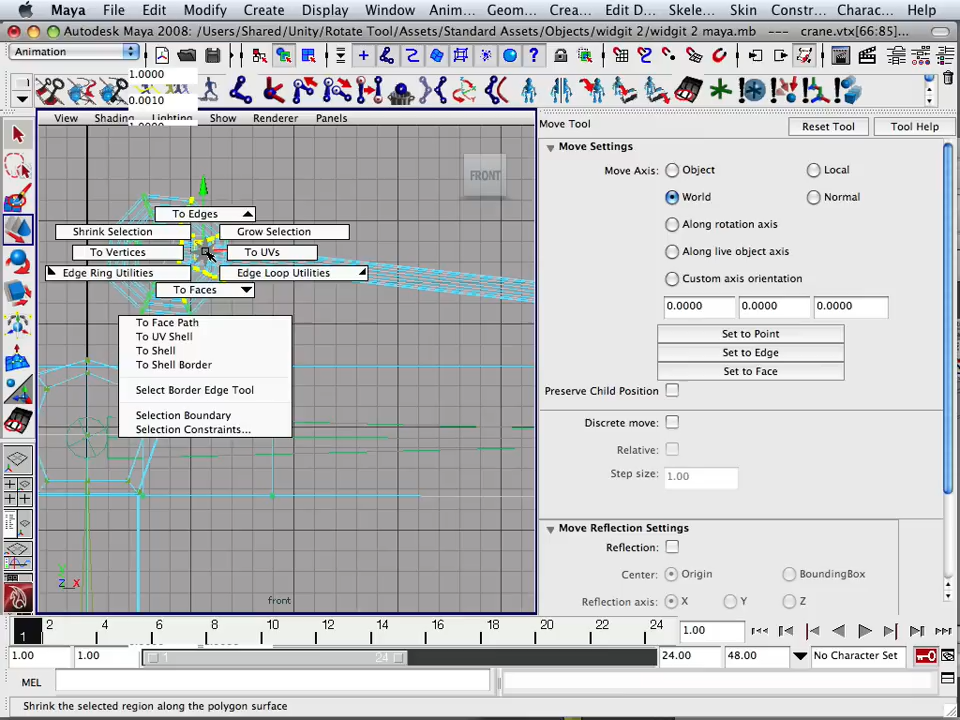 Maya File Edit Modify Create Display Window Anim... Geom... Crea... Edit D... Skele... Skin Constr... Charac... Help
Autodesk Maya 2008: /Users/Shared/Unity/Rotate Tool/Assets/Standard Assets/Objects/widgit 2/widgit 2 maya.mb --- crane.vtx[66:85]...
Animation
1.0000
0.0010
View Shading Lighting Show Renderer Panels
Move Tool
Reset Tool
Tool Help
Move Settings
Move Axis: Object Local
World Normal
Along rotation axis
Along live object axis
Custom axis orientation
0.0000 0.0000 0.0000
Set to Point
Set to Edge
Set to Face
Preserve Child Position
Discrete move:
Relative:
Step size: 1.00
Move Reflection Settings
Reflection:
Center: Origin BoundingBox
Reflection axis: X Y Z
FRONT
To Edges
Shrink Selection Grow Selection
To Vertices To UVs
Edge Ring Utilities Edge Loop Utilities
To Faces
To Face Path
To UV Shell
To Shell
To Shell Border
Select Border Edge Tool
Selection Boundary
Selection Constraints...
y
z x
front
1 2 4 6 8 10 12 14 16 18 20 22 24
1.00
1.00 1.00 1 24 24.00 48.00 No Character Set
MEL
Shrink the selected region along the polygon surface